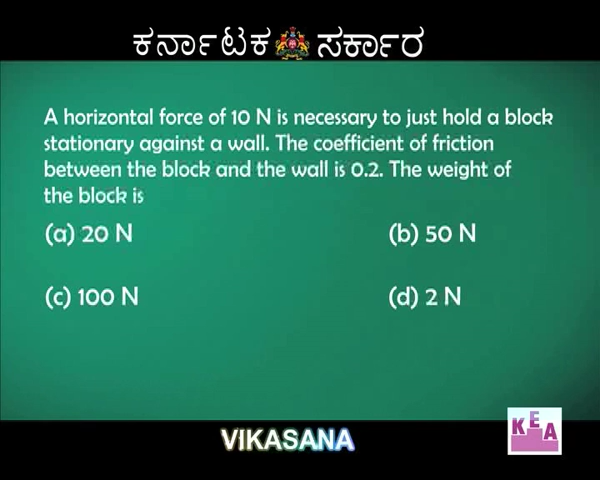 ಕರ್ನಾಟಕ ಸರ್ಕಾರ
A horizontal force of 10 N is necessary to just hold a block
stationary against a wall. The coefficient of friction
between the block and the wall is 0.2. The weight of
the block is
(a) 20 N (b) 50 N
(c) 100 N (d) 2 N
KEA
VIKASANA